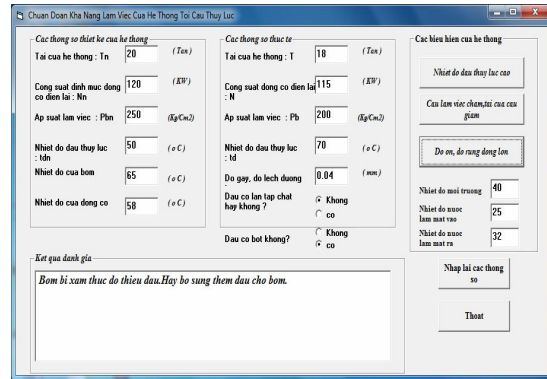 Chuan Doan Kha Nang Lam Viec Cua He Thong Toi Cau Thuy Luc
Cac thong so thiet ke cua he thong
Tai cua he thong : Tn 20 (Tan)
Cong suat dinh muc dong 120 (KW)
co dien lai : Nn
Ap suat lam viec : Pbn 250 (Kg/Cm2)
Nhiet do dau thuy luc 50 (o C)
: tdn
Nhiet do cua bom 65 (o C)
Nhiet do cua dong co 58 (o C)
Cac thong so thuc te
Tai cua he thong : T 18 (Tan)
Cong suat dong co dien lai 115 (KW)
: N
Ap suat lam viec : Pb 200 (Kg/Cm2)
Nhiet do dau thuy luc 70 (o C)
: td
Do gay, do lech duong 0.04 (mm)
Dau co lan tap chat Khong
hay khong ? co
Dau co bot khong? Khong
co
Cac bieu hien cua he thong
Nhiet do dau thuy luc cao
Cau lam viec cham,tai cua cau
giam
Do on, do rung dong lon
Nhiet do moi truong 40
Nhiet do nuoc 25
lam mat vao
Nhiet do nuoc 32
lam mat ra
Ket qua danh gia
Bom bi xam thuc do thieu dau.Hay bo sung them dau cho bom.
Nhap lai cac thong
so
Thoat